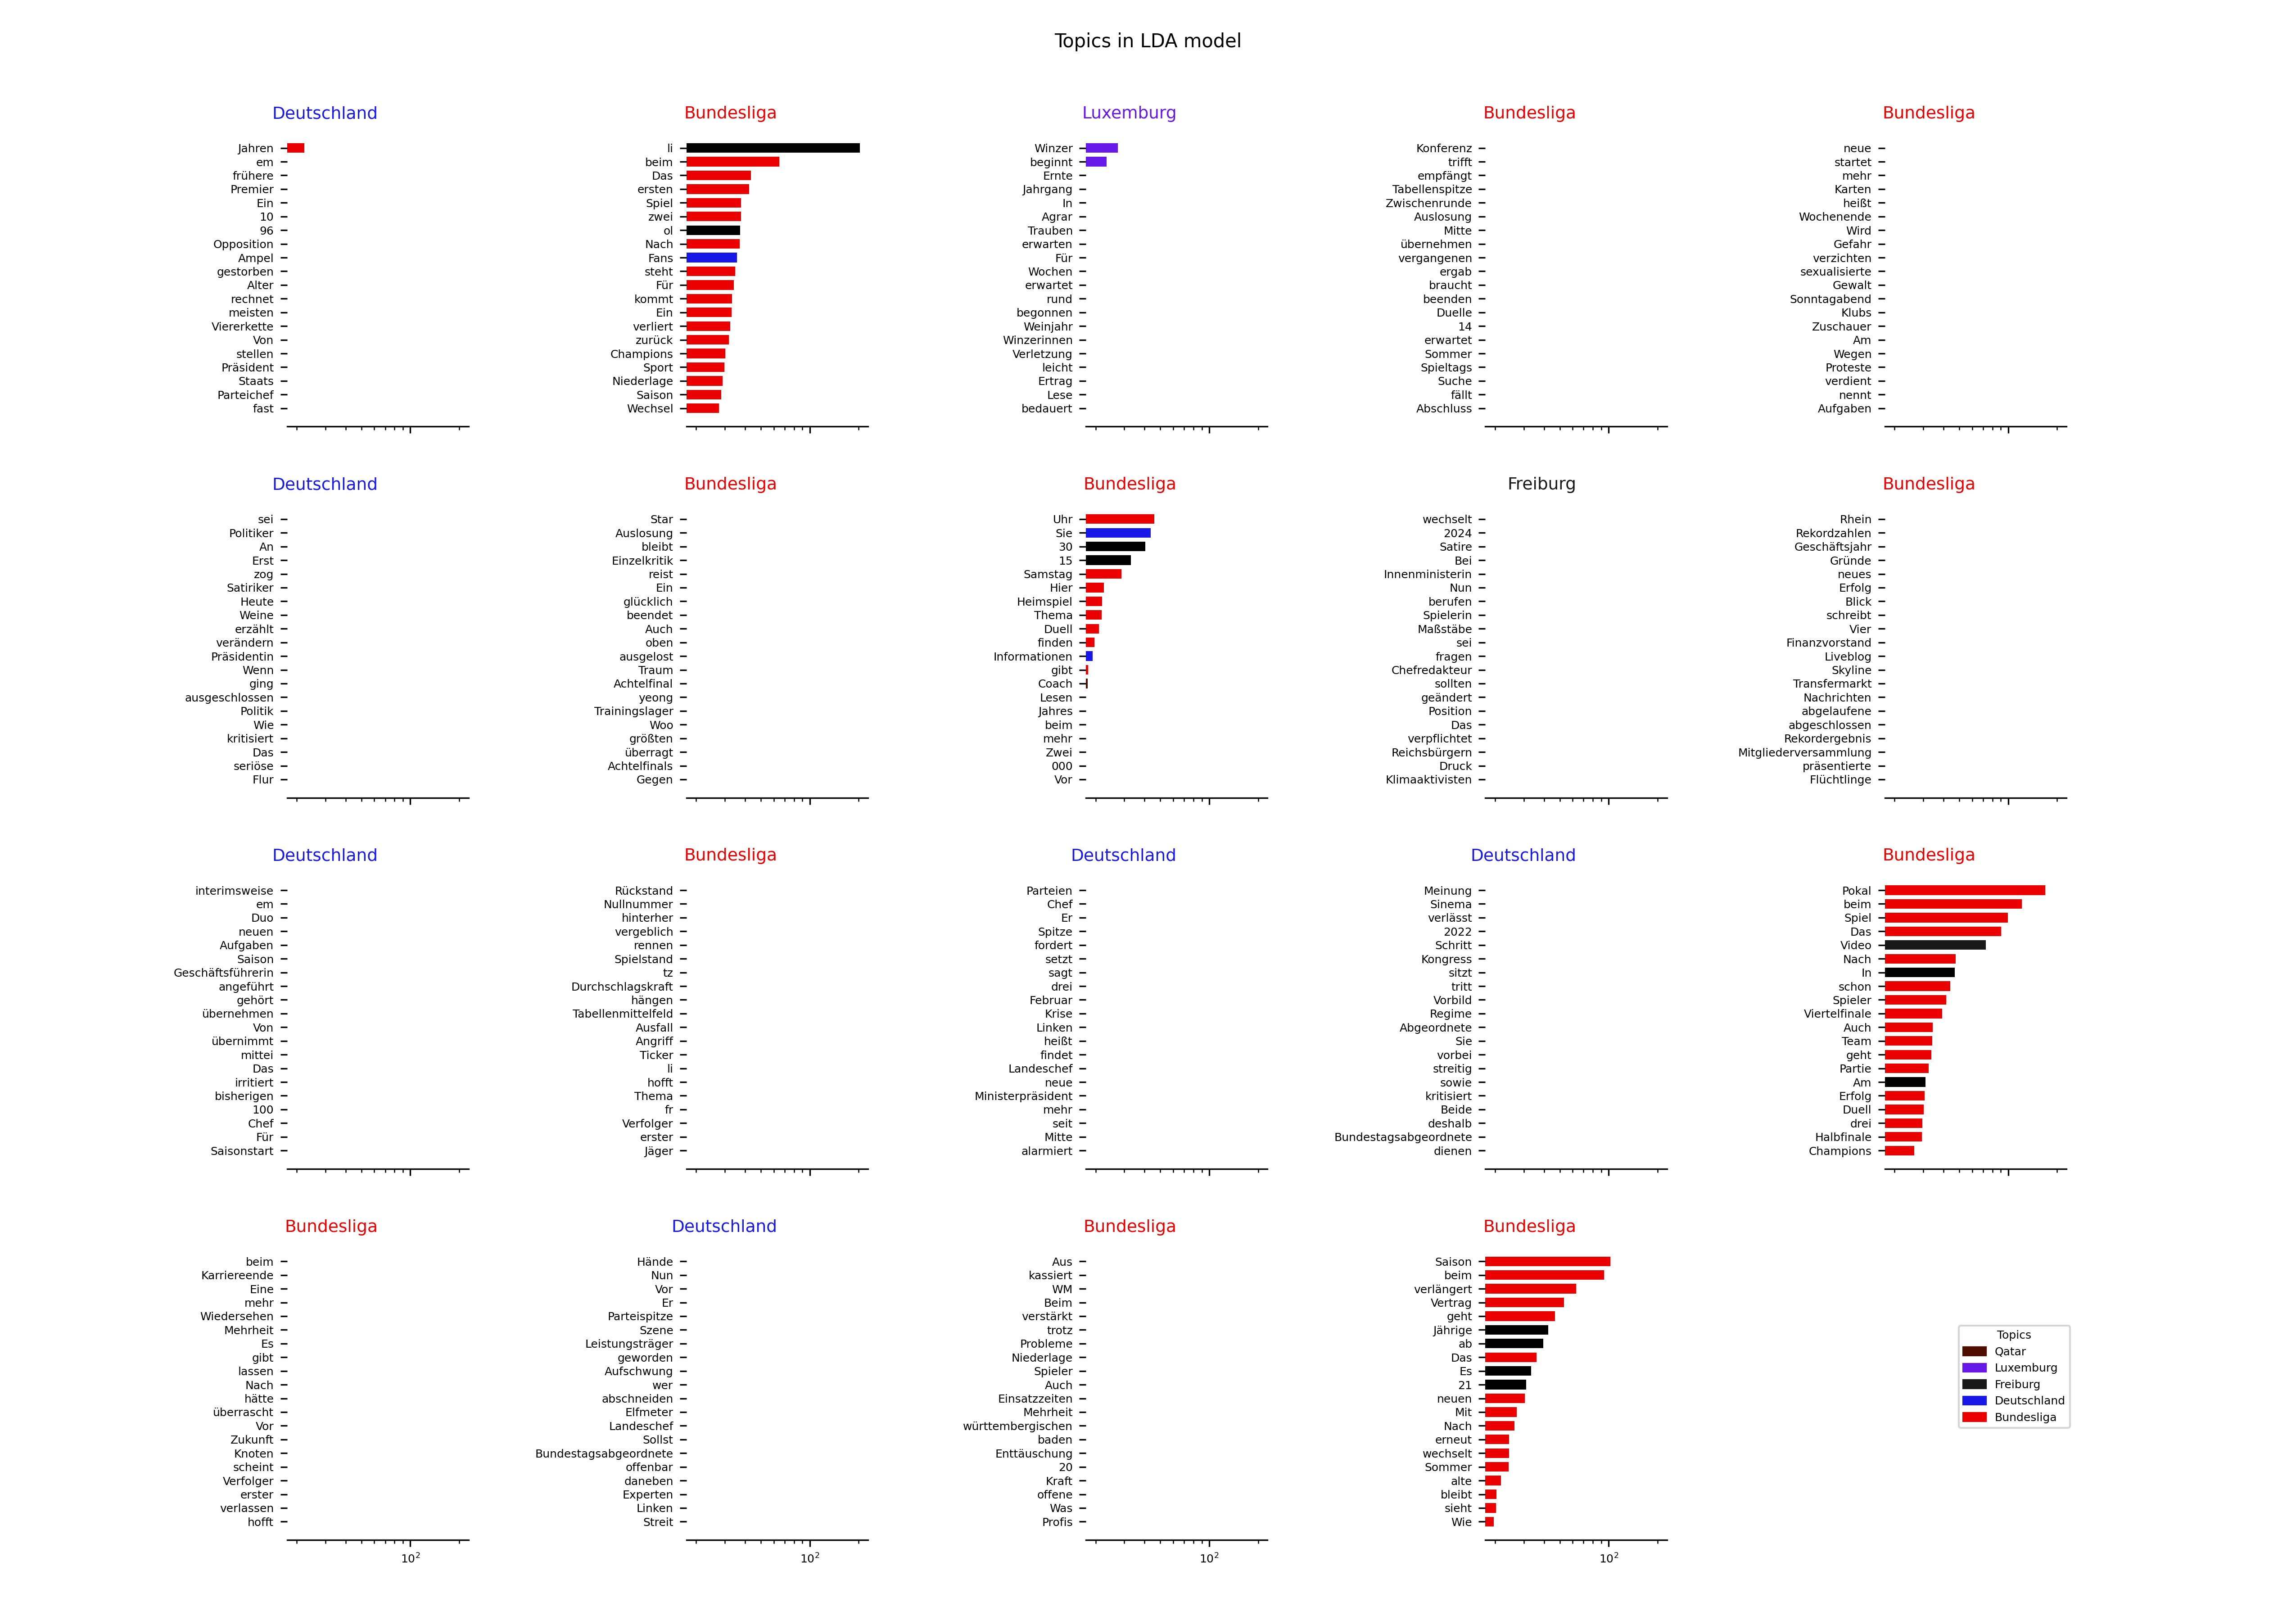 Topics in LDA model
Deutschland
Jahren
em
frühere
Premier
Ein
10
96
Opposition
Ampel
gestorben
Alter
rechnet
meisten
Viererkette
Von
stellen
Präsident
Staats
Parteichef
fast
Bundesliga
li
beim
Das
ersten
Spiel
zwei
ol
Nach
Fans
steht
Für
kommt
Ein
verliert
zurück
Champions
Sport
Niederlage
Saison
Wechsel
Luxemburg
Winzer
beginnt
Ernte
Jahrgang
In
Agrar
Trauben
erwarten
Für
Wochen
erwartet
rund
begonnen
Weinjahr
Winzerinnen
Verletzung
leicht
Ertrag
Lese
bedauert
Bundesliga
Konferenz
trifft
empfängt
Tabellenspitze
Zwischenrunde
Auslosung
Mitte
übernehmen
vergangenen
ergab
braucht
beenden
Duelle
14
erwartet
Sommer
Spieltags
Suche
fällt
Abschluss
Bundesliga
neue
startet
mehr
Karten
heißt
Wochenende
Wird
Gefahr
verzichten
sexualisierte
Gewalt
Sonntagabend
Klubs
Zuschauer
Am
Wegen
Proteste
verdient
nennt
Aufgaben
Deutschland
sei
Politiker
An
Erst
zog
Satiriker
Heute
Weine
erzählt
verändern
Präsidentin
Wenn
ging
ausgeschlossen
Politik
Wie
kritisiert
Das
seriöse
Flur
Bundesliga
Star
Auslosung
bleibt
Einzelkritik
reist
Ein
glücklich
beendet
Auch
oben
ausgelost
Traum
Achtelfinal
yeong
Trainingslager
Woo
größten
überragt
Achtelfinals
Gegen
Bundesliga
Uhr
Sie
30
15
Samstag
Hier
Heimspiel
Thema
Duell
finden
Informationen
gibt
Coach
Lesen
Jahres
beim
mehr
Zwei
000
Vor
Freiburg
wechselt
2024
Satire
Bei
Innenministerin
Nun
berufen
Spielerin
Maßstäbe
sei
fragen
Chefredakteur
sollten
geändert
Position
Das
verpflichtet
Reichsbürgern
Druck
Klimaaktivisten
Bundesliga
Rhein
Rekordzahlen
Geschäftsjahr
Gründe
neues
Erfolg
Blick
schreibt
Vier
Finanzvorstand
Liveblog
Skyline
Transfermarkt
Nachrichten
abgelaufene
abgeschlossen
Rekordergebnis
Mitgliederversammlung
präsentierte
Flüchtlinge
Deutschland
interimsweise
em
Duo
neuen
Aufgaben
Saison
Geschäftsführerin
angeführt
gehört
übernehmen
Von
übernimmt
mittei
Das
irritiert
bisherigen
100
Chef
Für
Saisonstart
Bundesliga
Rückstand
Nullnummer
hinterher
vergeblich
rennen
Spielstand
tz
Durchschlagskraft
hängen
Tabellenmittelfeld
Ausfall
Angriff
Ticker
li
hofft
Thema
fr
Verfolger
erster
Jäger
Deutschland
Parteien
Chef
Er
Spitze
fordert
setzt
sagt
drei
Februar
Krise
Linken
heißt
findet
Landeschef
neue
Ministerpräsident
mehr
seit
Mitte
alarmiert
Deutschland
Meinung
Sinema
verlässt
2022
Schritt
Kongress
sitzt
tritt
Vorbild
Regime
Abgeordnete
Sie
vorbei
streitig
sowie
kritisiert
Beide
deshalb
Bundestagsabgeordnete
dienen
Bundesliga
Pokal
beim
Spiel
Das
Video
Nach
In
schon
Spieler
Viertelfinale
Auch
Team
geht
Partie
Am
Erfolg
Duell
drei
Halbfinale
Champions
Bundesliga
beim
Karriereende
Eine
mehr
Wiedersehen
Mehrheit
Es
gibt
lassen
Nach
hätte
überrascht
Vor
Zukunft
Knoten
scheint
Verfolger
erster
verlassen
hofft
10²
Deutschland
Hände
Nun
Vor
Er
Parteispitze
Szene
Leistungsträger
geworden
Aufschwung
wer
abschneiden
Elfmeter
Landeschef
Sollst
Bundestagsabgeordnete
offenbar
daneben
Experten
Linken
Streit
10²
Bundesliga
Aus
kassiert
WM
Beim
verstärkt
trotz
Probleme
Niederlage
Spieler
Auch
Einsatzzeiten
Mehrheit
württembergischen
baden
Enttäuschung
20
Kraft
offene
Was
Profis
10²
Bundesliga
Saison
beim
verlängert
Vertrag
geht
Jährige
ab
Das
Es
21
neuen
Mit
Nach
erneut
wechselt
Sommer
alte
bleibt
sieht
Wie
10²
Topics
Qatar
Luxemburg
Freiburg
Deutschland
Bundesliga